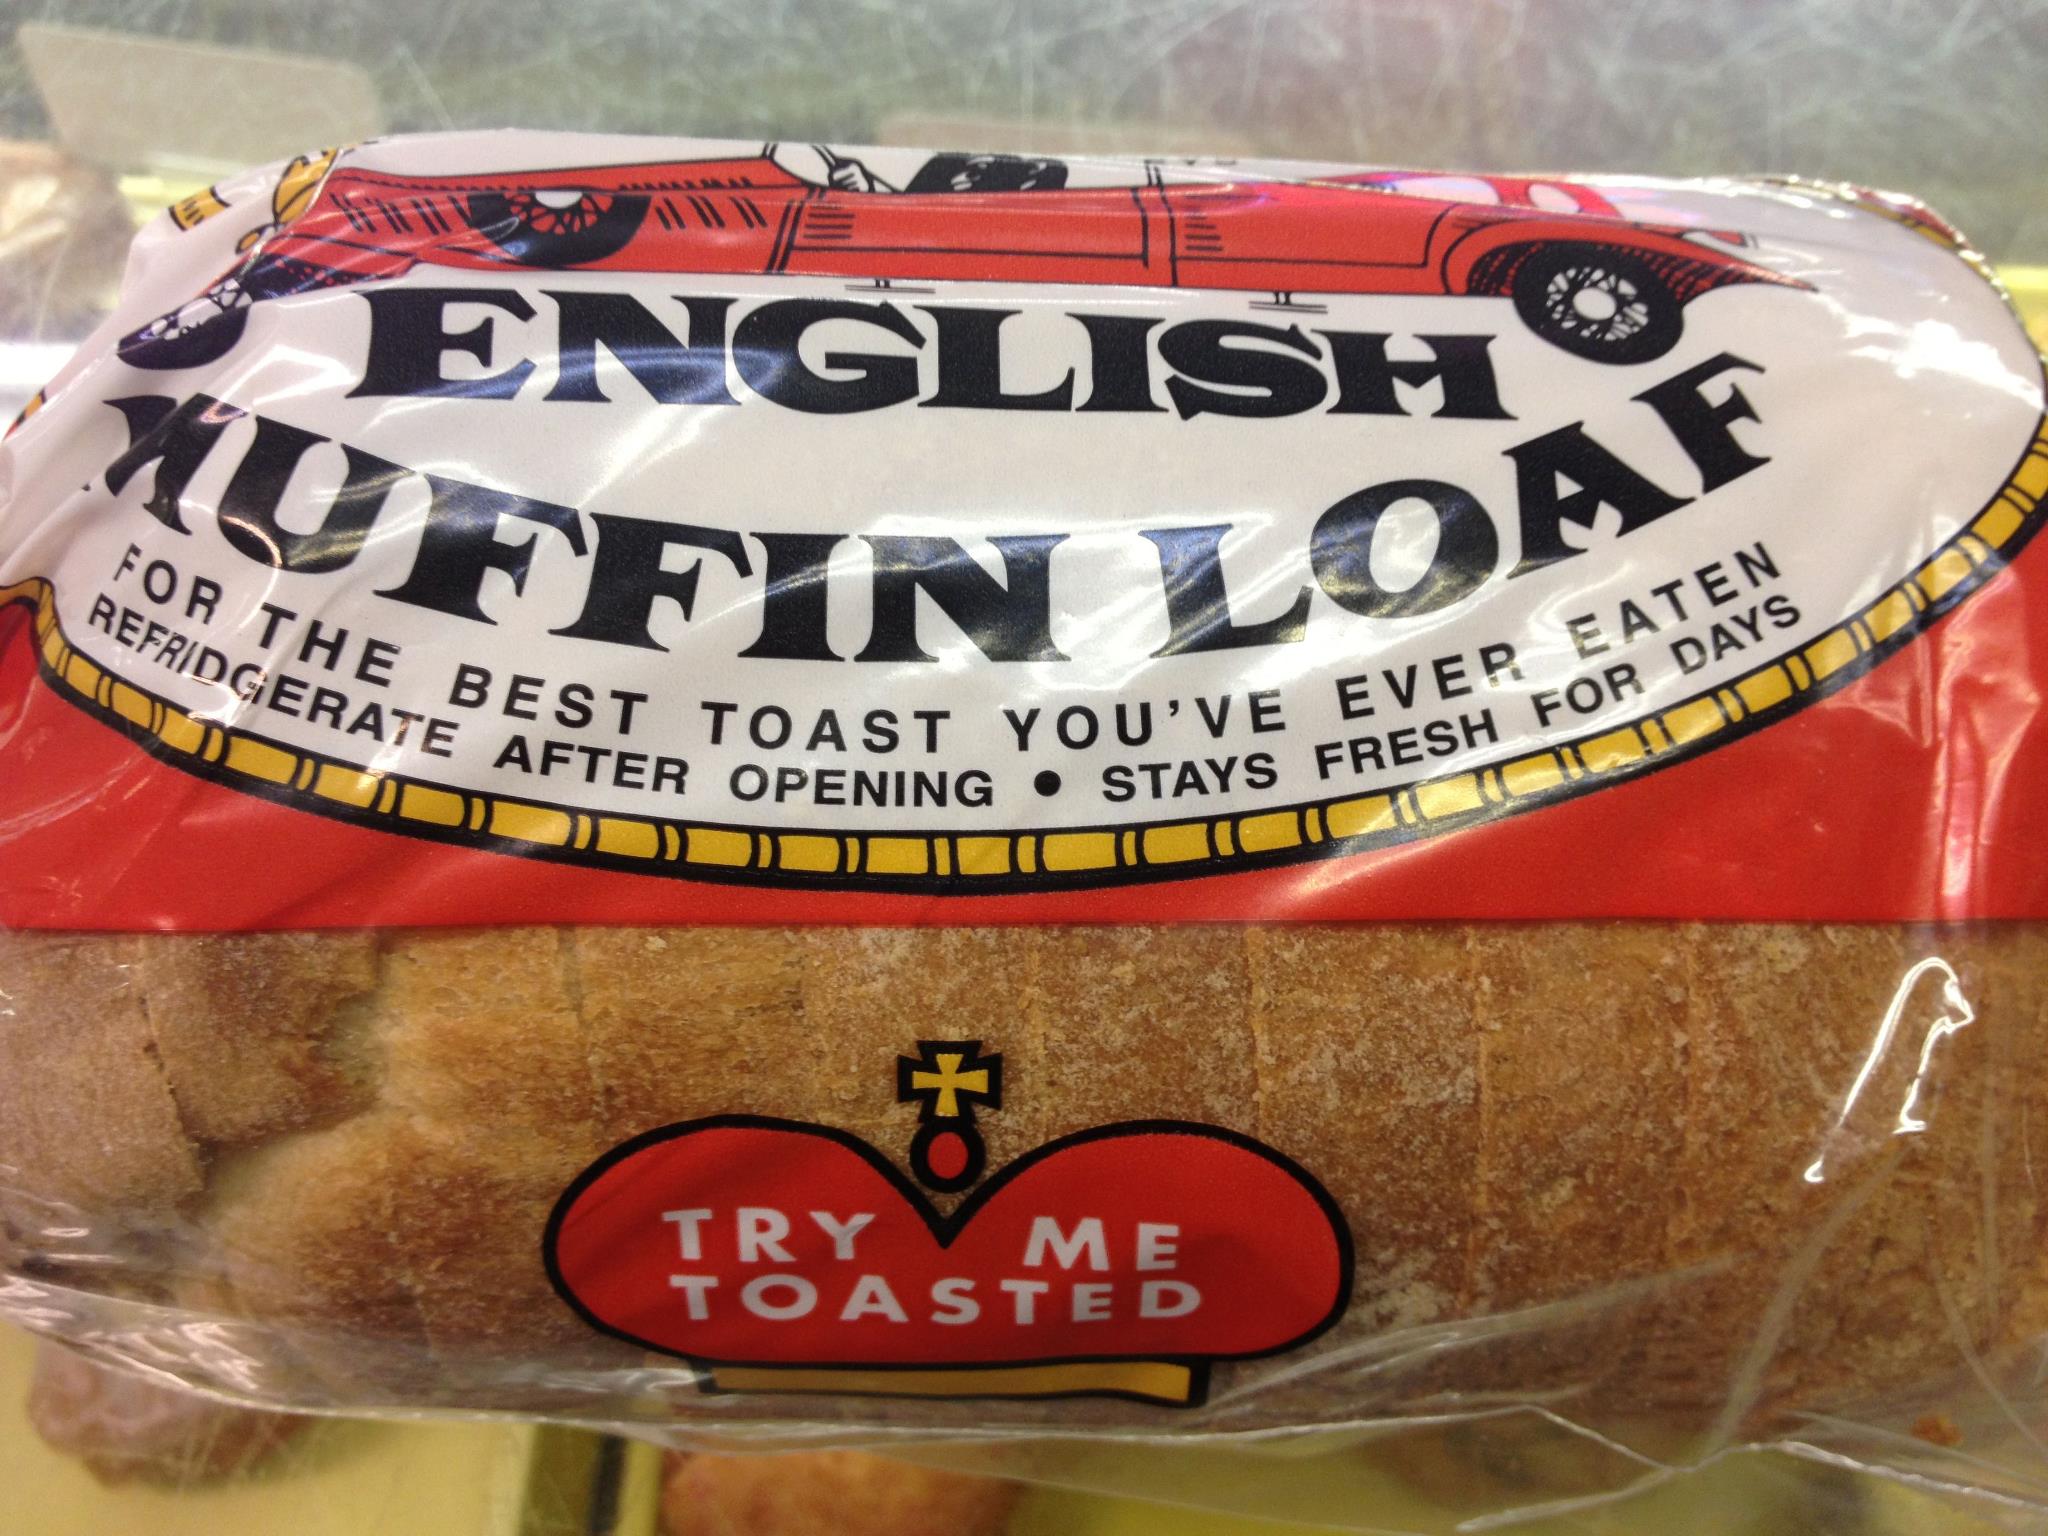 ENGLISH
MUFFIN LOAF
FOR THE BEST TOAST YOU'VE EVER EATEN
REFRIDGERATE AFTER OPENING • STAYS FRESH FOR DAYS
TRY ME
TOASTED